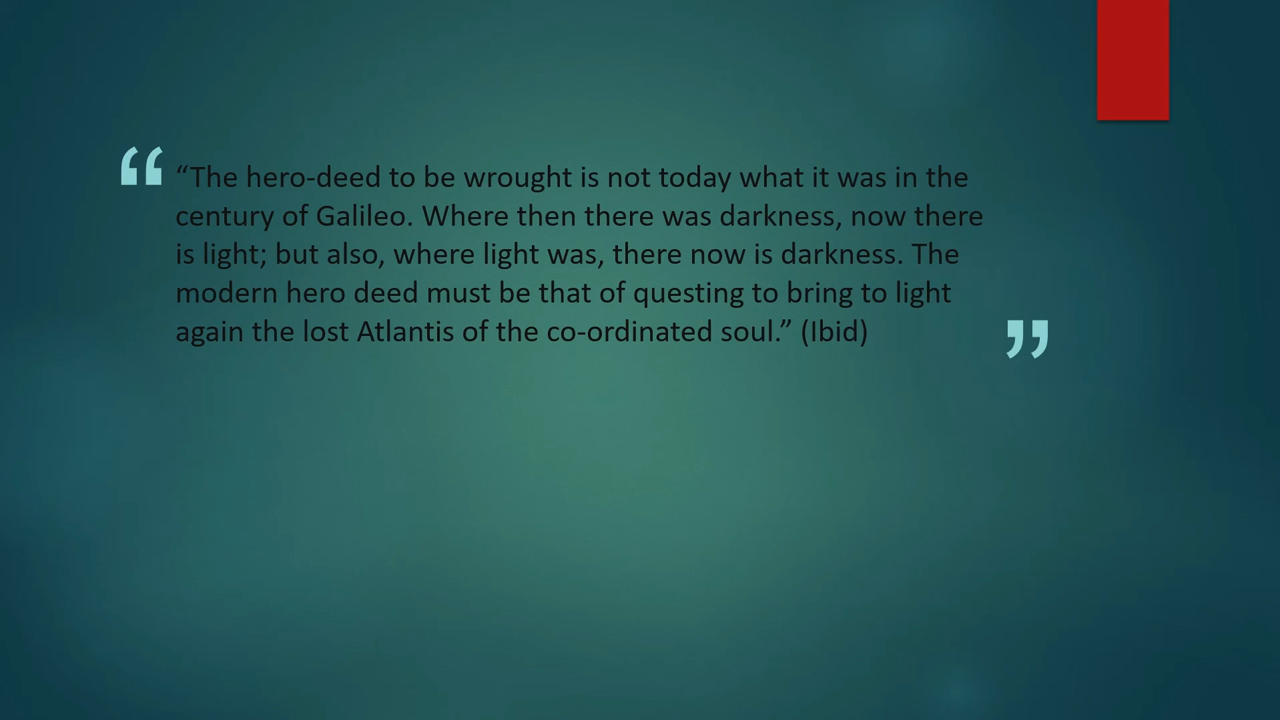 “The hero-deed to be wrought is not today what it was in the
century of Galileo. Where then there was darkness, now there
is light; but also, where light was, there now is darkness. The
modern hero deed must be that of questing to bring to light
again the lost Atlantis of the co-ordinated soul.” (Ibid)